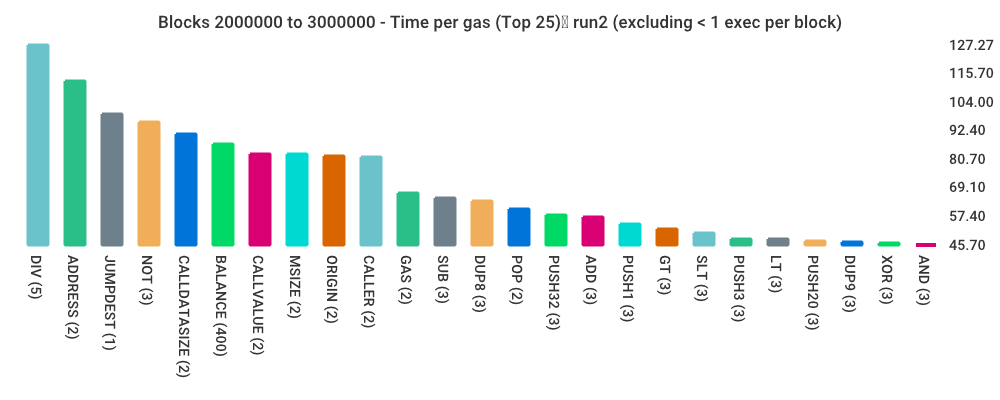 Blocks 2000000 to 3000000 - Time per gas (Top 25)▯ run2 (excluding < 1 exec per block)
127.27
115.70
104.00
92.40
80.70
69.10
57.40
45.70
DIV (5)
ADDRESS (2)
JUMPDEST (1)
NOT (3)
CALLDATASIZE (2)
BALANCE (400)
CALLVALUE (2)
MSIZE (2)
ORIGIN (2)
CALLER (2)
GAS (2)
SUB (3)
DUP8 (3)
POP (2)
PUSH32 (3)
ADD (3)
PUSH1 (3)
GT (3)
SLT (3)
PUSH3 (3)
LT (3)
PUSH20 (3)
DUP9 (3)
XOR (3)
AND (3)